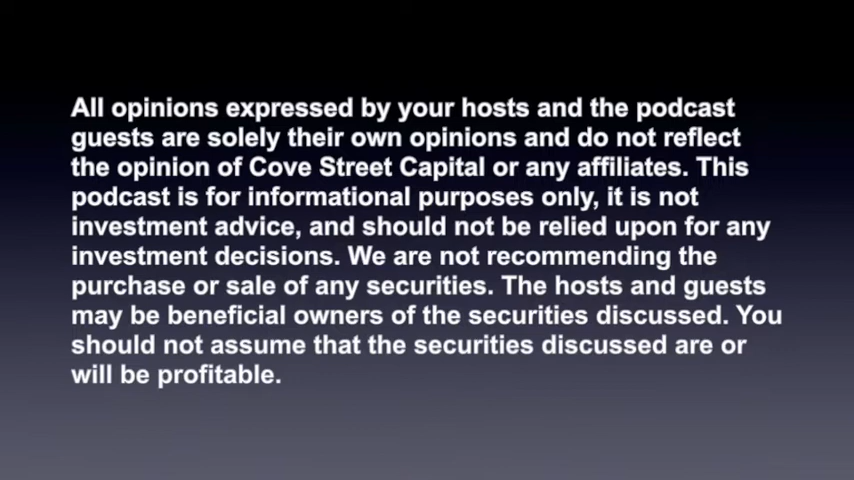 All opinions expressed by your hosts and the podcast
guests are solely their own opinions and do not reflect
the opinion of Cove Street Capital or any affiliates. This
podcast is for informational purposes only, it is not
investment advice, and should not be relied upon for any
investment decisions. We are not recommending the
purchase or sale of any securities. The hosts and guests
may be beneficial owners of the securities discussed. You
should not assume that the securities discussed are or
will be profitable.